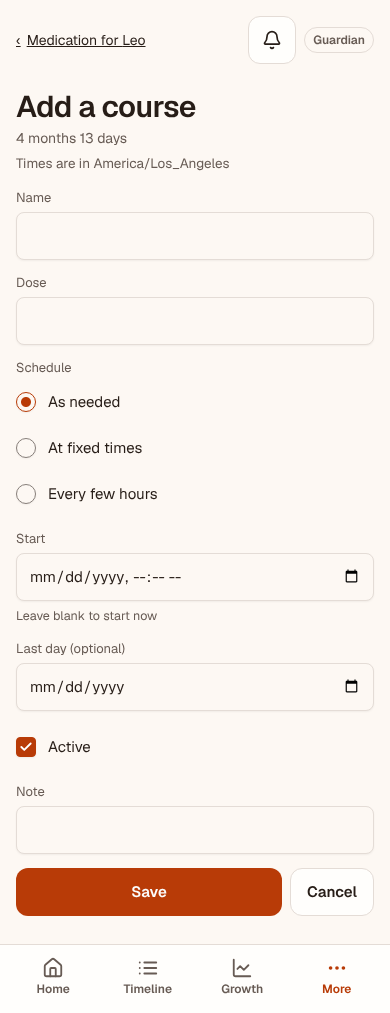 ‹ Medication for Leo
Guardian
Add a course
4 months 13 days
Times are in America/Los_Angeles
Name
Dose
Schedule
As needed
At fixed times
Every few hours
Start
mm/dd/yyyy, --:-- --
Leave blank to start now
Last day (optional)
mm/dd/yyyy
Active
Note
Save
Cancel
Home
Timeline
Growth
More